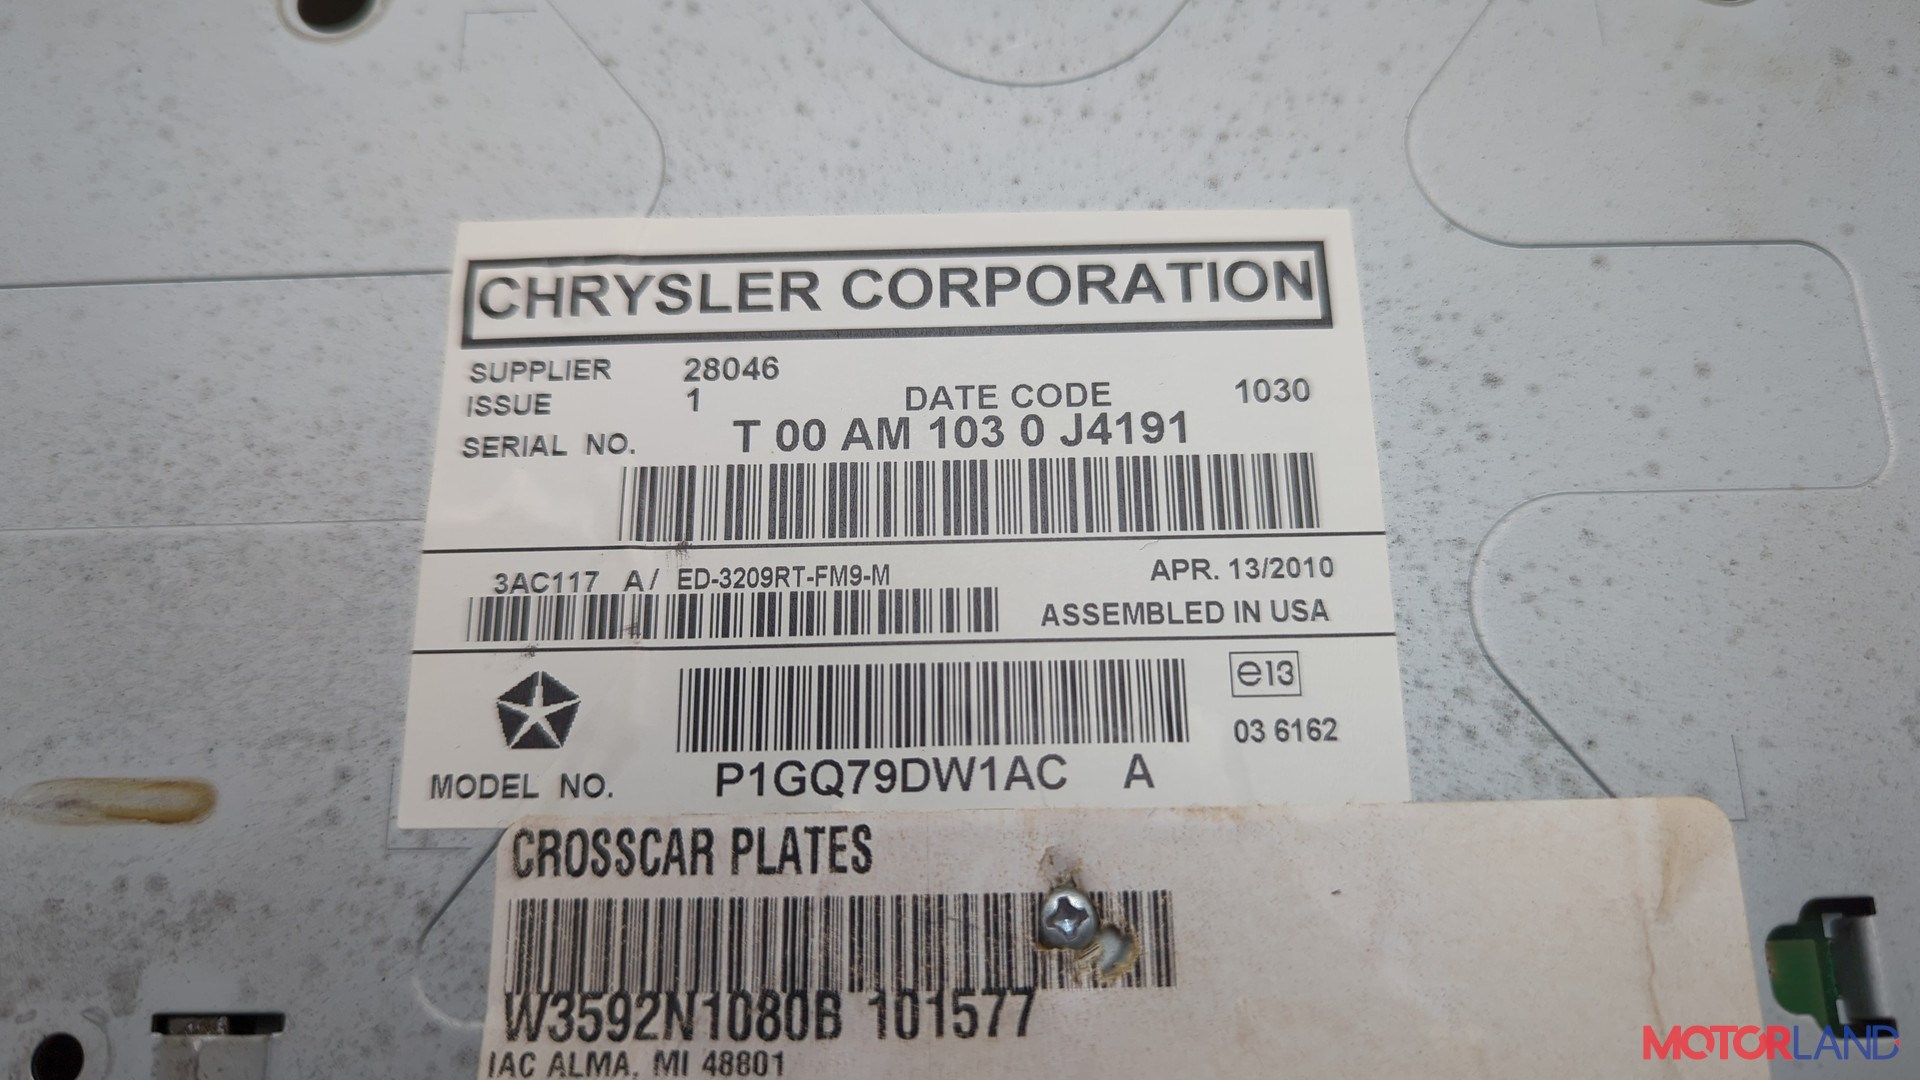 CHRYSLER CORPORATION
SUPPLIER 28046
ISSUE 1 DATE CODE 1030
SERIAL NO. T 00 AM 103 0 J4191
3AC117 A/ ED-3209RT-FM9-M APR. 13/2010
ASSEMBLED IN USA
e13
03 6162
MODEL NO. P1GQ79DW1AC A
CROSSCAR PLATES
W3592N1080B 101577
IAC ALMA, MI 48801
MOTORLAND